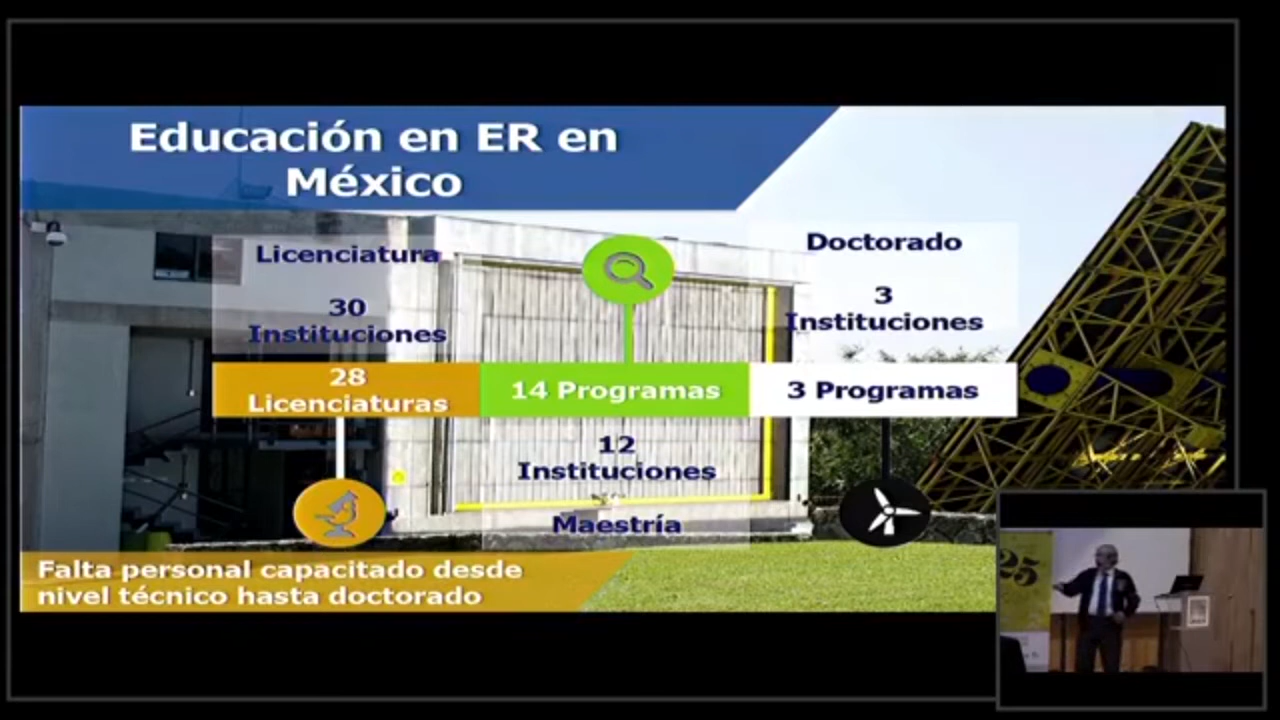 Educación en ER en
México
Licenciatura
30
Instituciones
28
Licenciaturas
14 Programas
12
Instituciones
Maestría
Doctorado
3
Instituciones
3 Programas
Falta personal capacitado desde
nivel técnico hasta doctorado
25